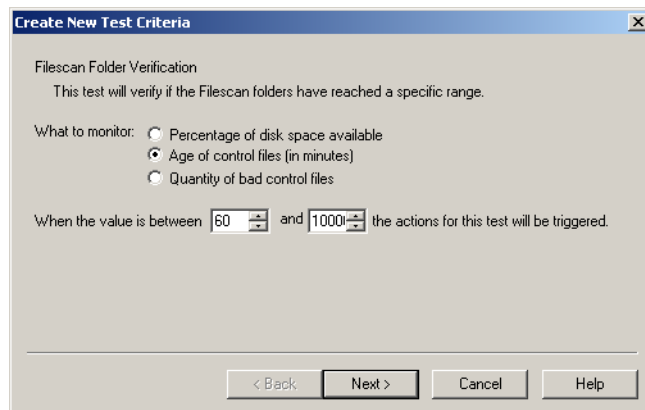 Create New Test Criteria
Filescan Folder Verification
This test will verify if the Filescan folders have reached a specific range.
What to monitor: Percentage of disk space available
Age of control files (in minutes)
Quantity of bad control files
When the value is between 60 and 1000 the actions for this test will be triggered.
< Back Next > Cancel Help